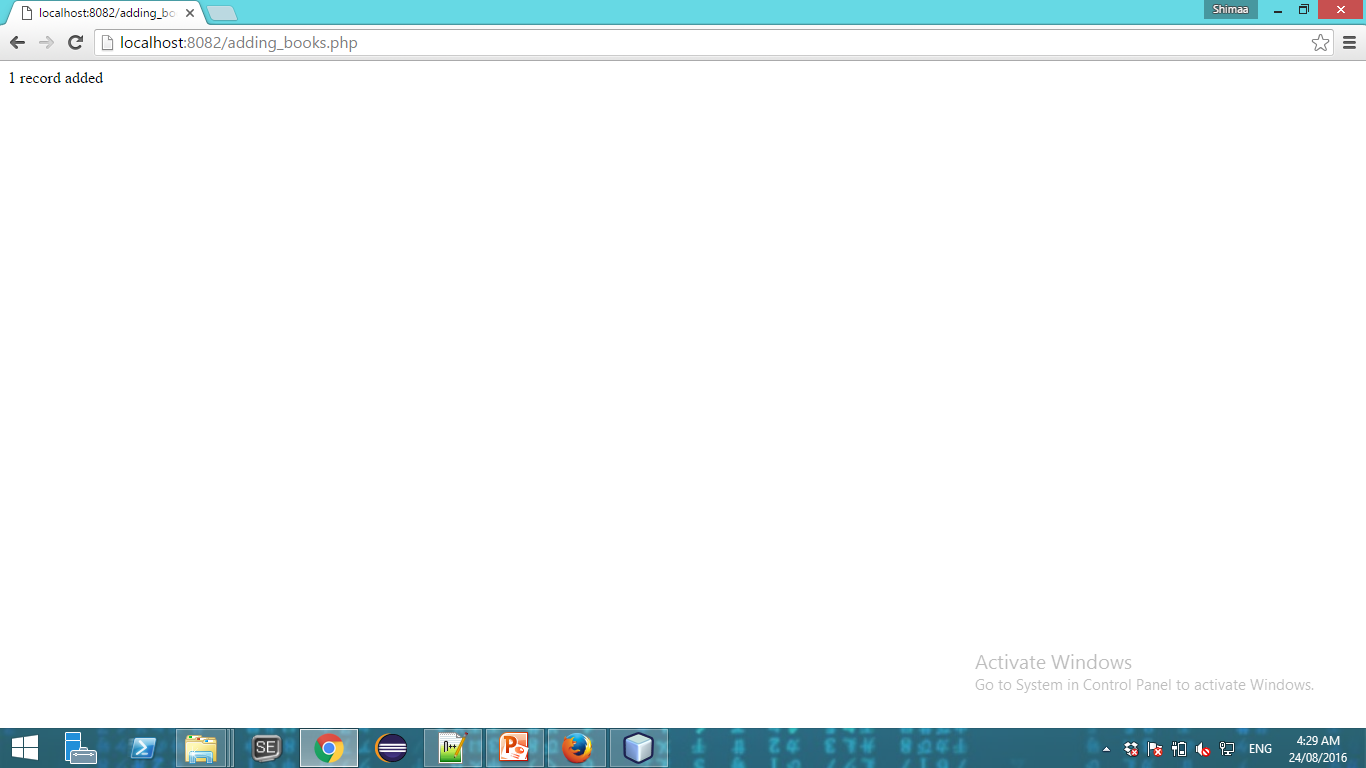 localhost:8082/adding_bo
Shimaa
localhost:8082/adding_books.php
1 record added
Activate Windows
Go to System in Control Panel to activate Windows.
SE
ENG
4:29 AM
24/08/2016